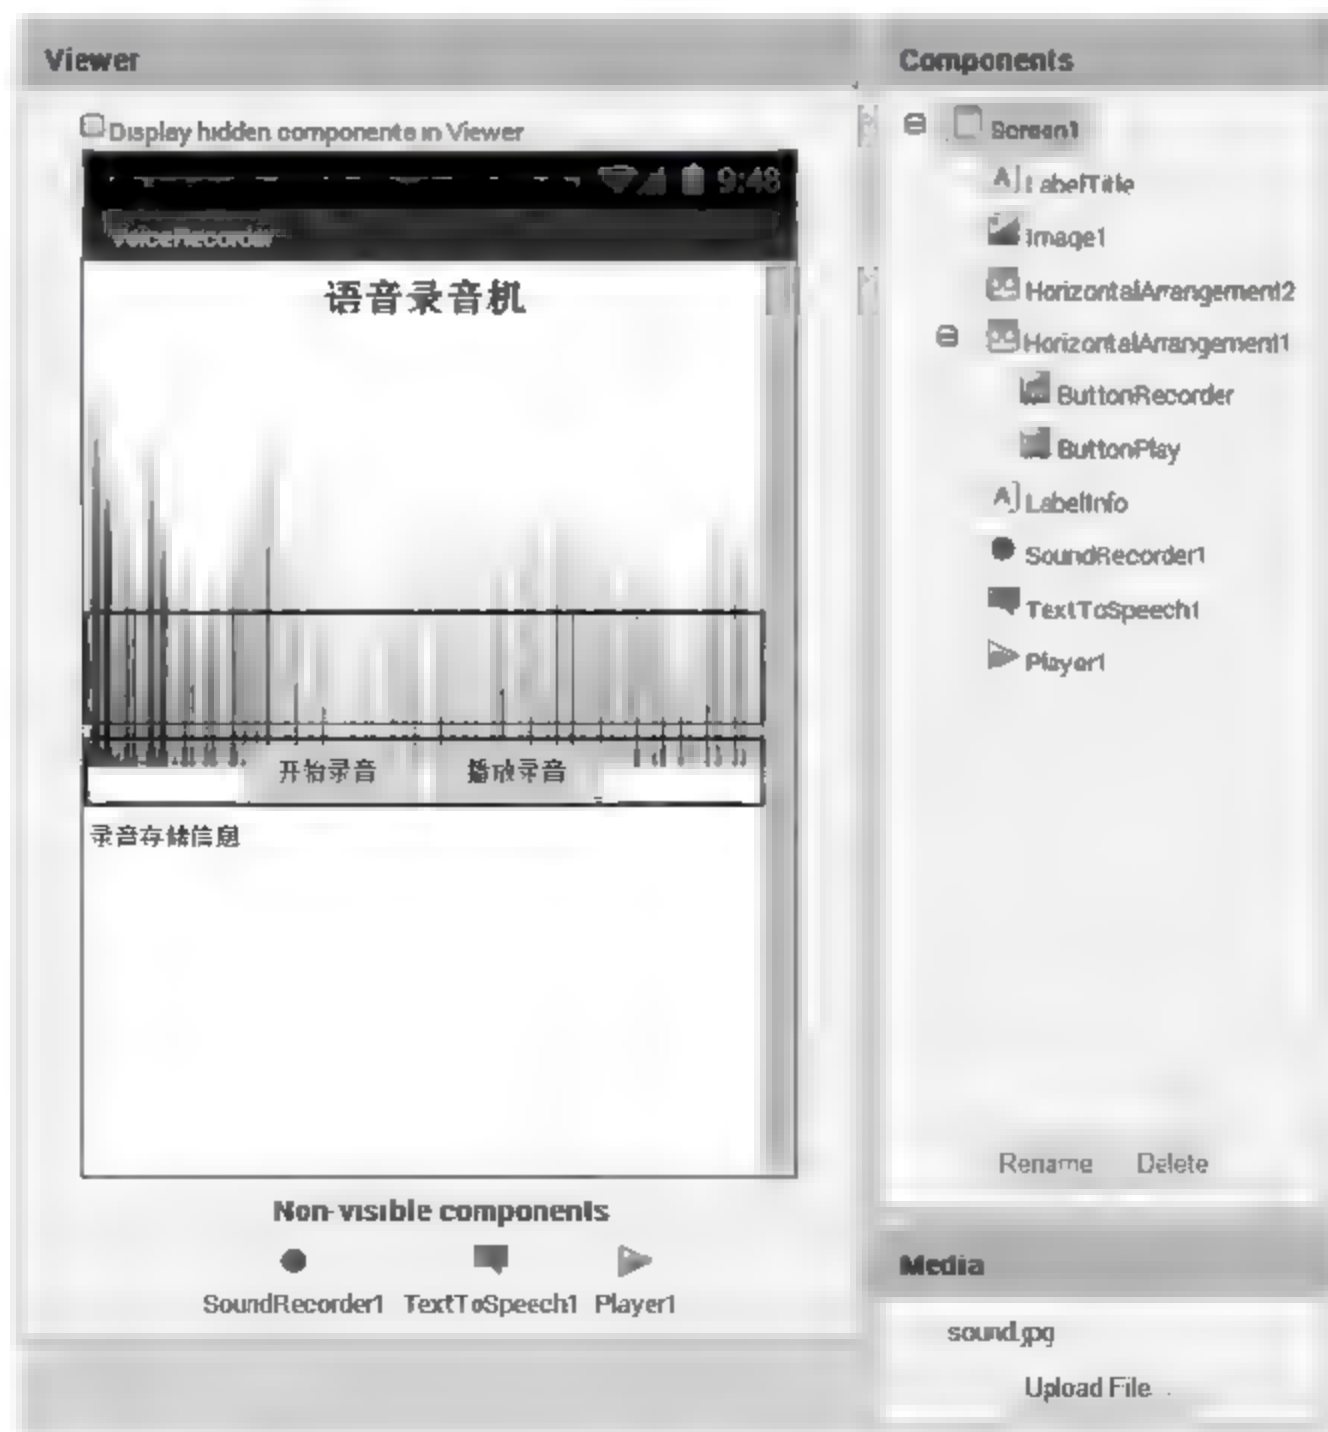 Viewer
Display hidden components in Viewer
9:48
VoiceRecorder
语音录音机
开始录音
播放录音
录音存储信息
Non-visible components
SoundRecorder1 TextToSpeech1 Player1
Components
Screen1
LabelTitle
Image1
HorizontalArrangement2
HorizontalArrangement1
ButtonRecorder
ButtonPlay
LabelInfo
SoundRecorder1
TextToSpeech1
Player1
Rename Delete
Media
sound.jpg
Upload File